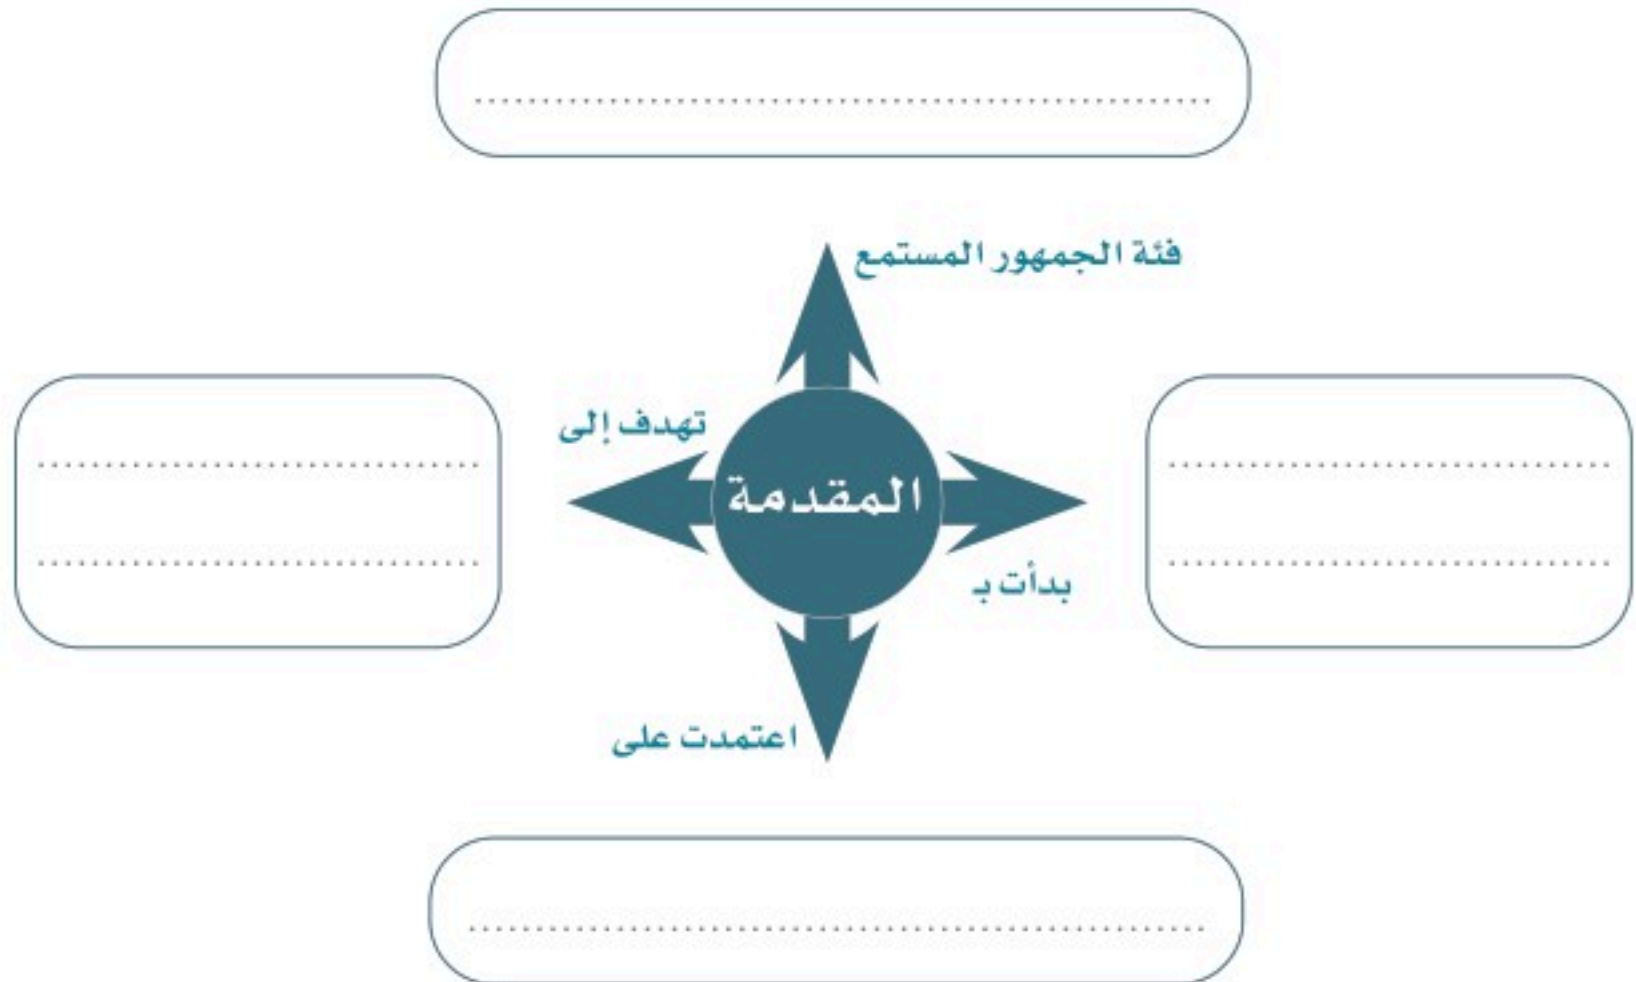 فئة الجمهور المستمع
تهدف إلى
المقدمة
بدأت بـ
اعتمدت على